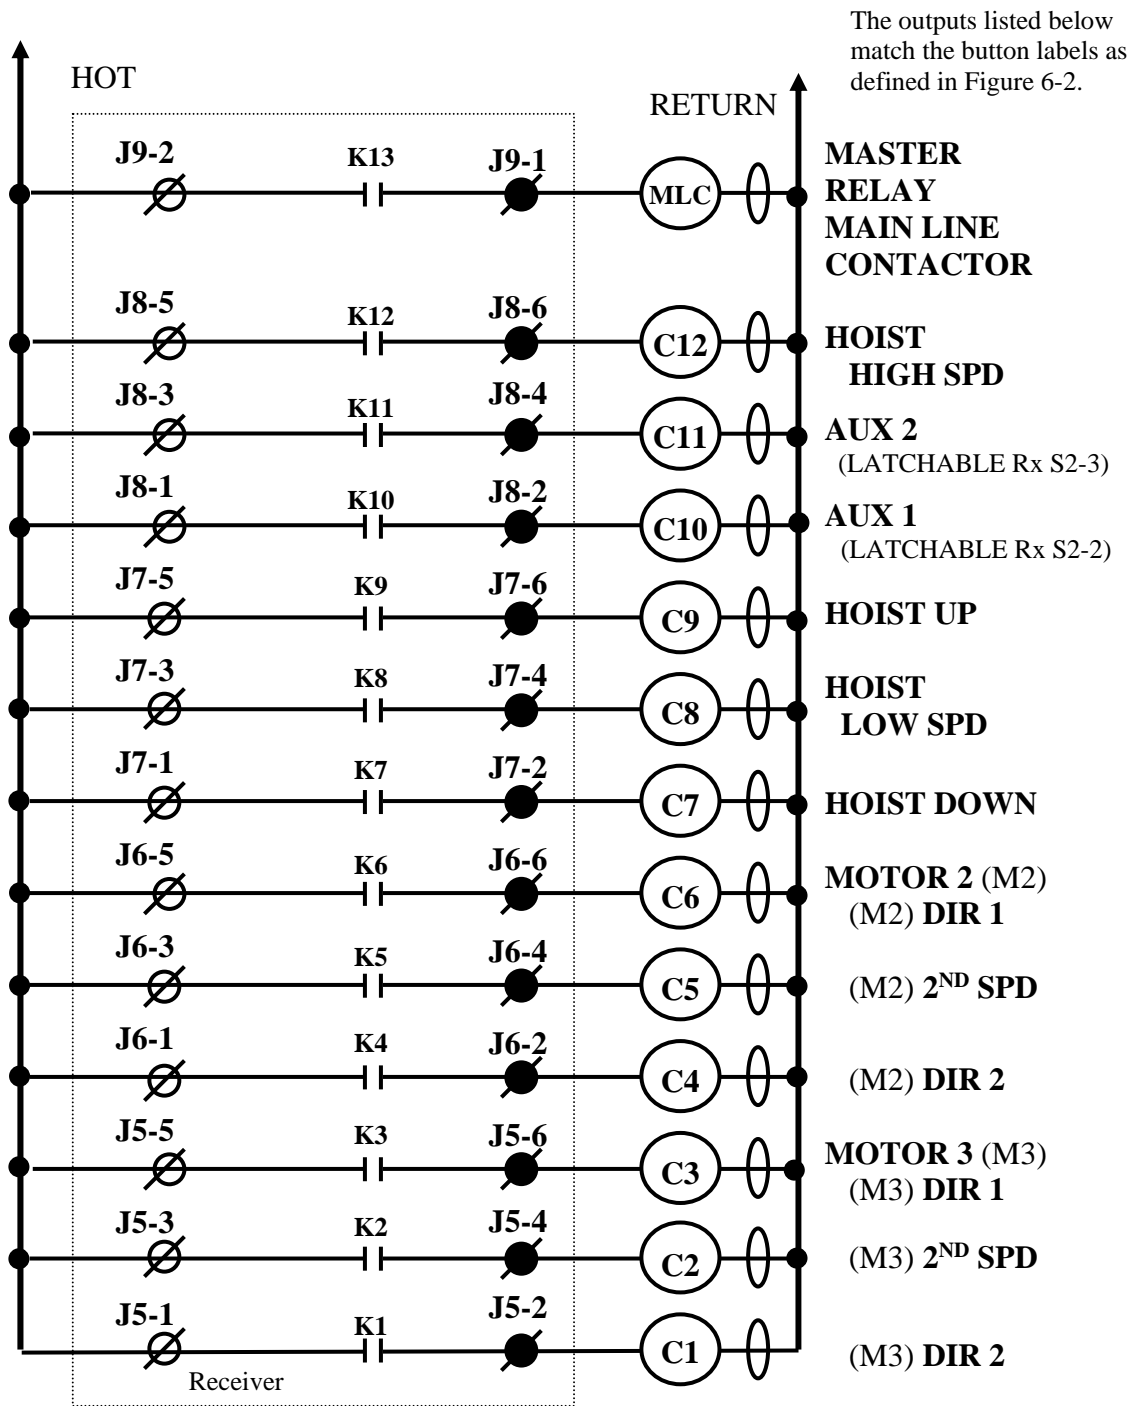 The outputs listed below
match the button labels as
defined in Figure 6-2.
HOT
RETURN
J9-2 K13 J9-1 MLC
MASTER
RELAY
MAIN LINE
CONTACTOR
J8-5 K12 J8-6 C12
HOIST
HIGH SPD
J8-3 K11 J8-4 C11
AUX 2
(LATCHABLE Rx S2-3)
J8-1 K10 J8-2 C10
AUX 1
(LATCHABLE Rx S2-2)
J7-5 K9 J7-6 C9
HOIST UP
J7-3 K8 J7-4 C8
HOIST
LOW SPD
J7-1 K7 J7-2 C7
HOIST DOWN
J6-5 K6 J6-6 C6
MOTOR 2 (M2)
(M2) DIR 1
J6-3 K5 J6-4 C5
(M2) 2ND SPD
J6-1 K4 J6-2 C4
(M2) DIR 2
J5-5 K3 J5-6 C3
MOTOR 3 (M3)
(M3) DIR 1
J5-3 K2 J5-4 C2
(M3) 2ND SPD
J5-1 K1 J5-2 C1
(M3) DIR 2
Receiver